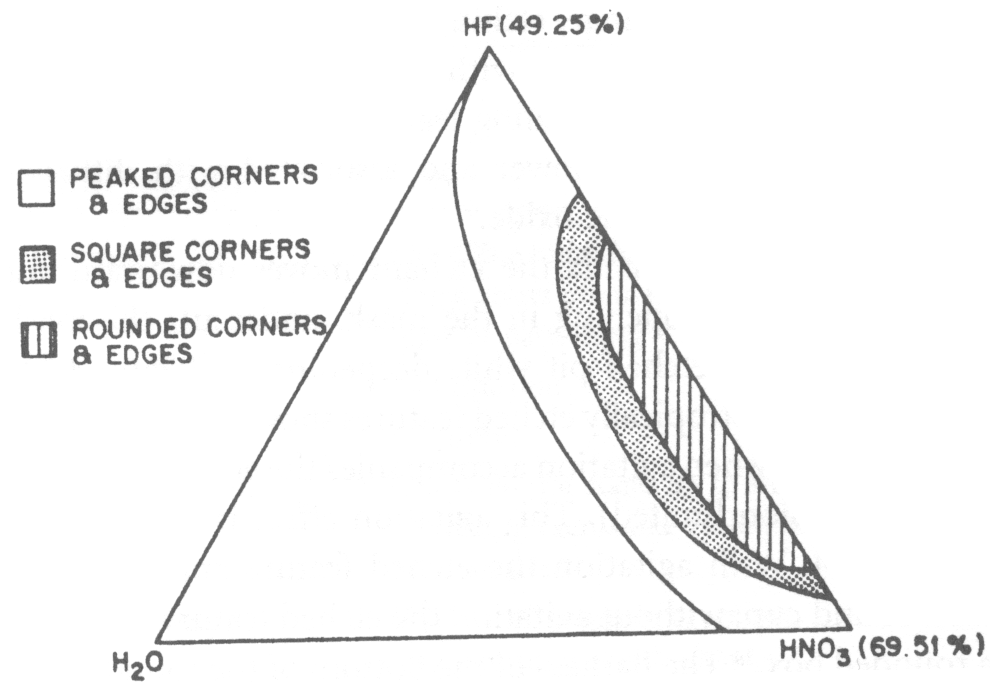 HF(49.25%)
PEAKED CORNERS
& EDGES
SQUARE CORNERS
& EDGES
ROUNDED CORNERS
& EDGES
H₂O
HNO₃(69.51%)